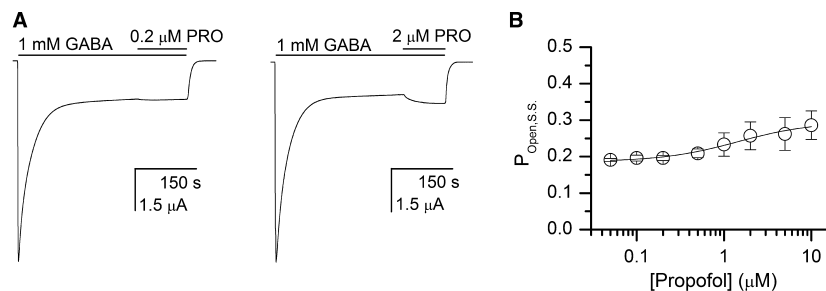 A
1 mM GABA
0.2 μM PRO
150 s
1.5 μA
1 mM GABA
2 μM PRO
150 s
1.5 μA
B
0.5
0.4
0.3
0.2
0.1
0.0
P Open,S.S.
0.1
1
10
[Propofol] (μM)